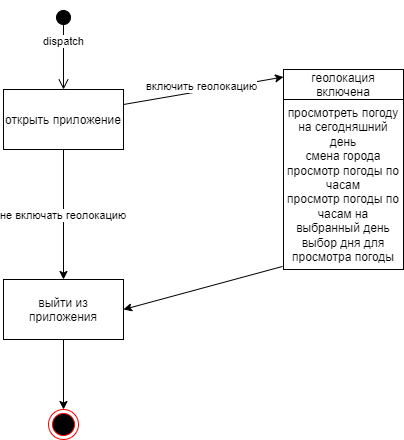 dispatch
включить геолокацию
геолокация
включена
открыть приложение
просмотреть погоду
на сегодняшний
день
смена города
просмотр погоды по
часам
просмотр погоды по
часам на
выбранный день
выбор дня для
просмотра погоды
не включать геолокацию
выйти из
приложения